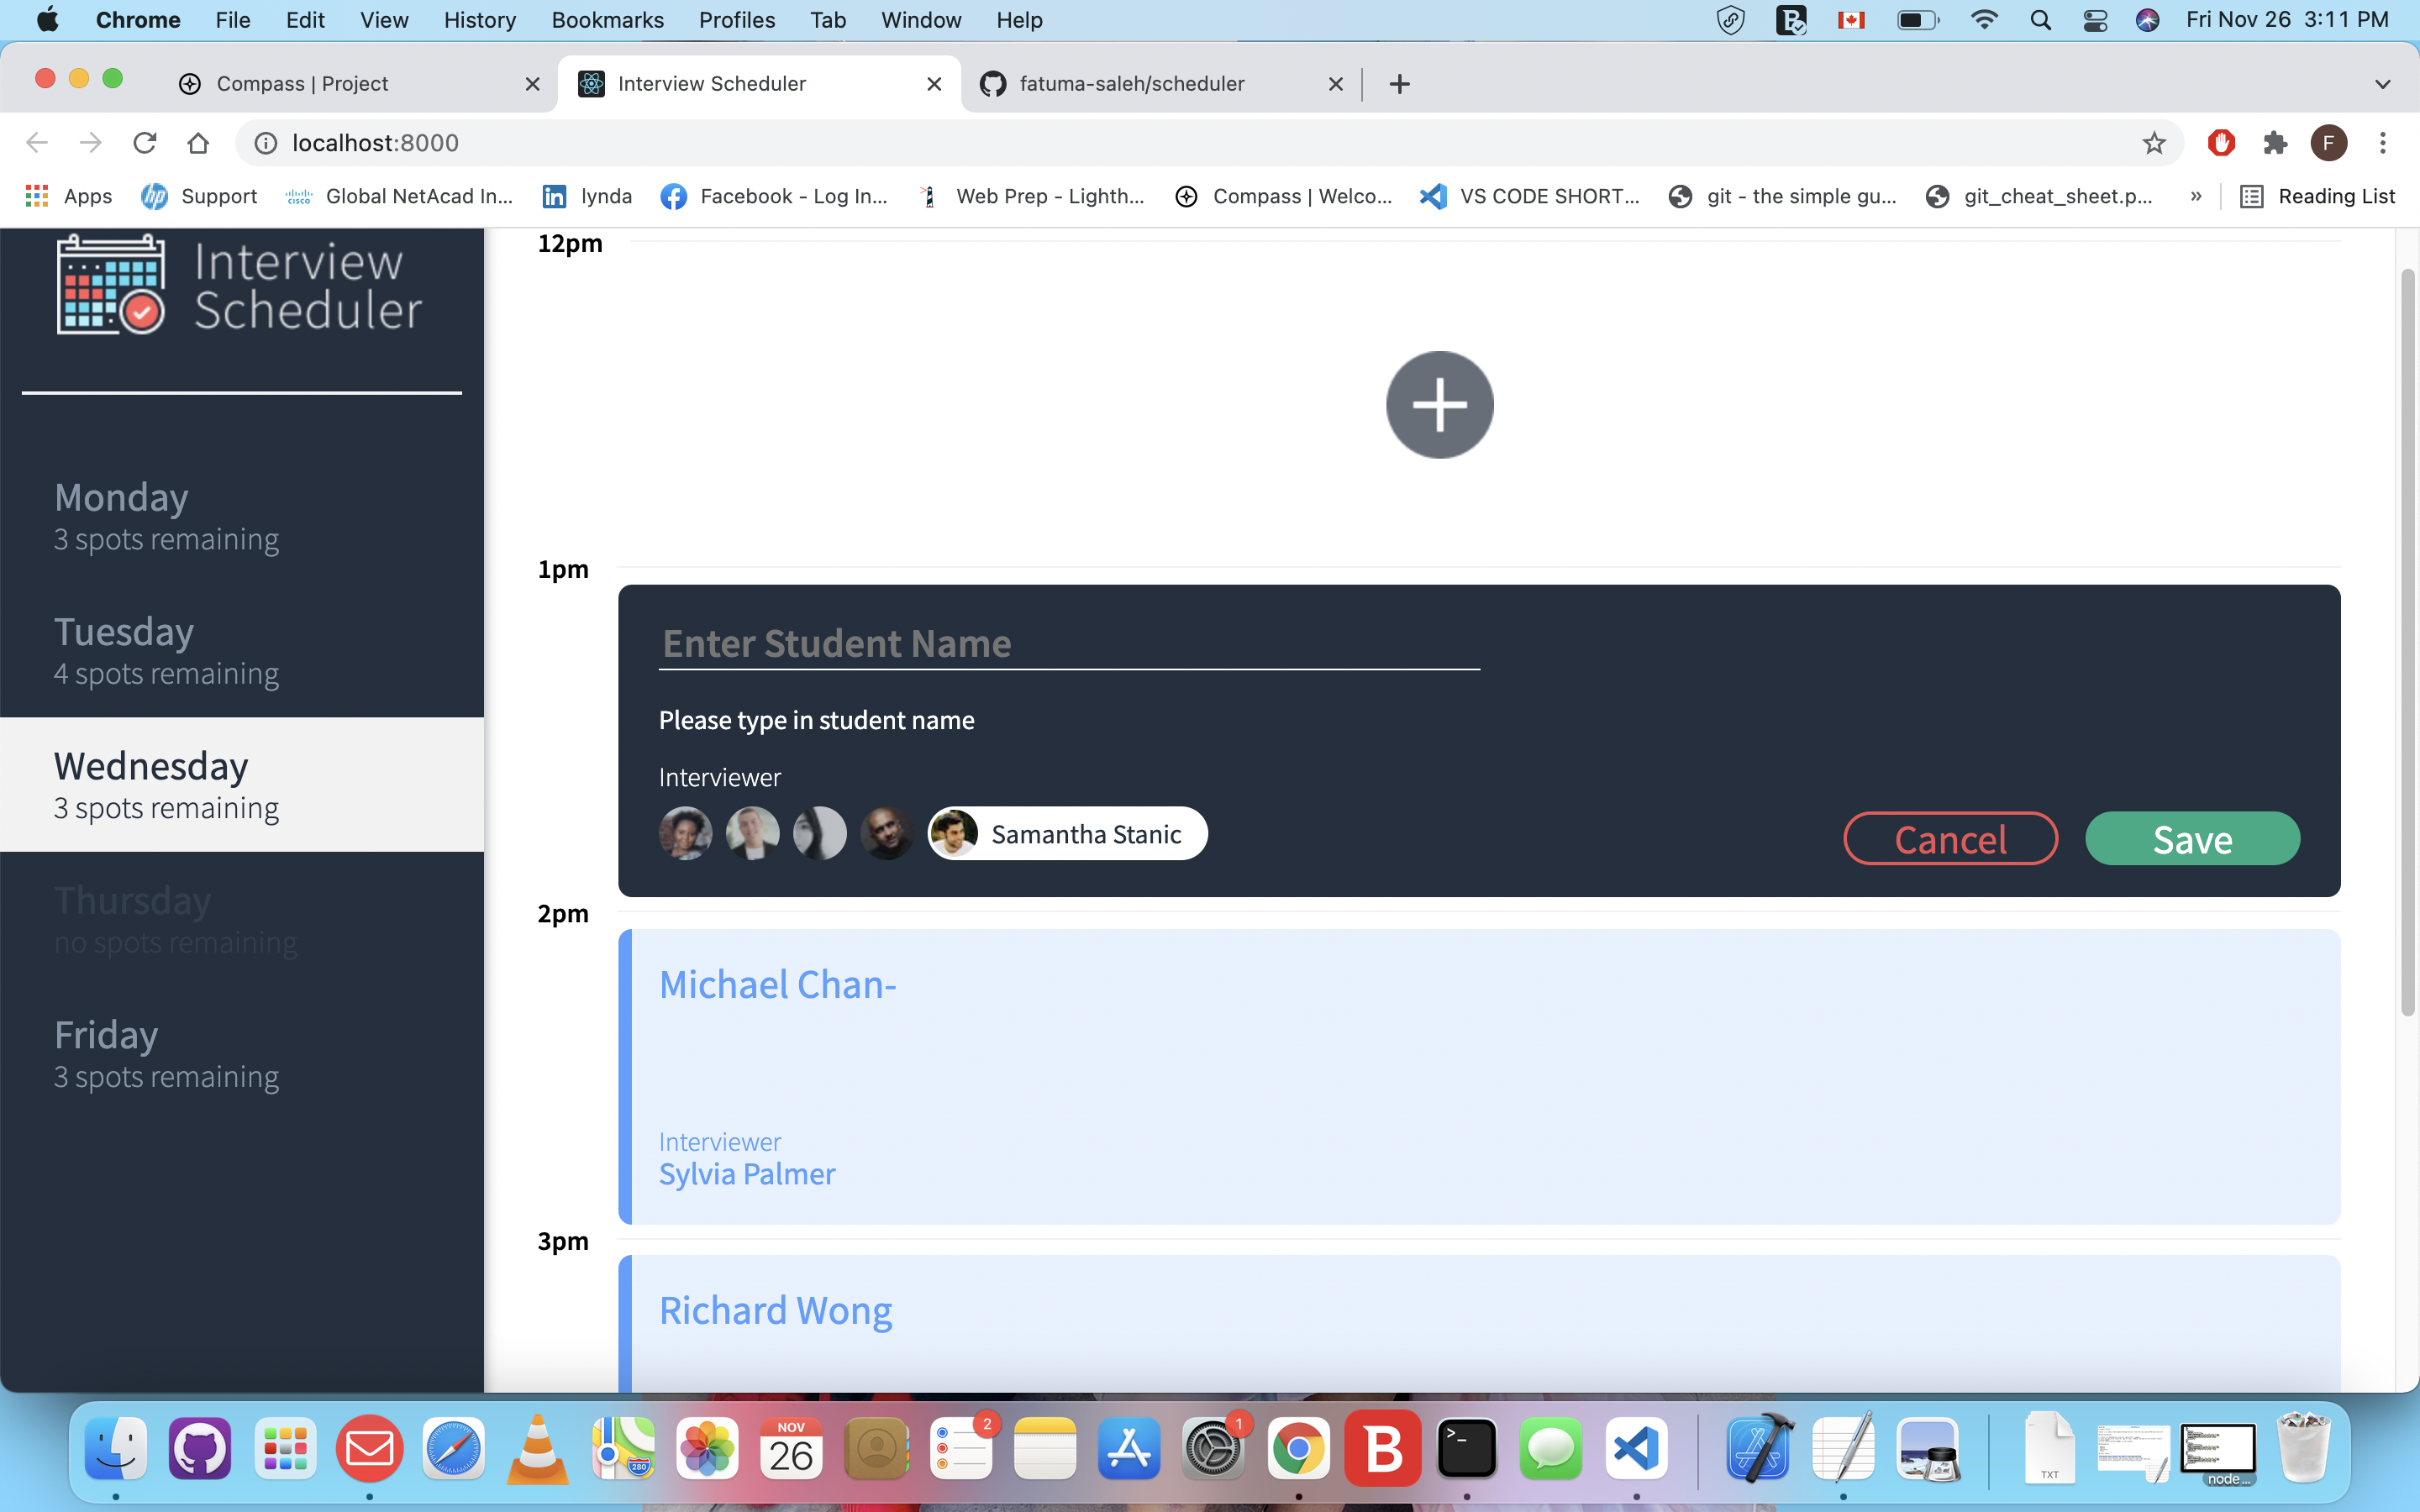 Chrome File Edit View History Bookmarks Profiles Tab Window Help Fri Nov 26 3:11 PM
Compass | Project Interview Scheduler fatuma-saleh/scheduler
localhost:8000 F
Apps Support Global NetAcad In... lynda Facebook - Log In... Web Prep - Lighth... Compass | Welco... VS CODE SHORT... git - the simple gu... git_cheat_sheet.p... » Reading List
Interview
Scheduler
Monday
3 spots remaining
Tuesday
4 spots remaining
Wednesday
3 spots remaining
Thursday
no spots remaining
Friday
3 spots remaining
12pm
1pm
Enter Student Name
Please type in student name
Interviewer
Samantha Stanic
Cancel Save
2pm
Michael Chan-
Interviewer
Sylvia Palmer
3pm
Richard Wong
NOV
26
2
1
280
B
>_
TXT
node...